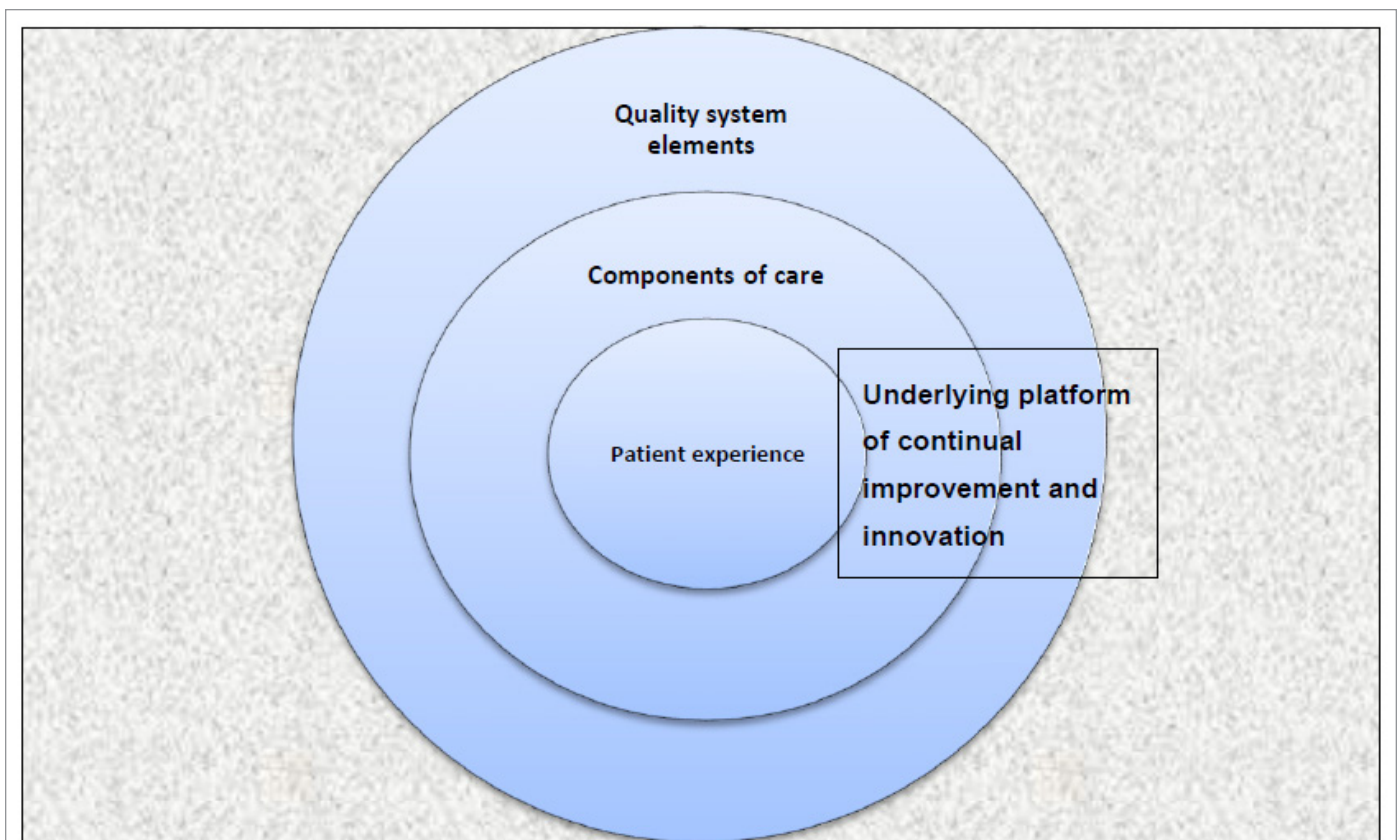 Quality system
elements
Components of care
Patient experience
Underlying platform
of continual
improvement and
innovation